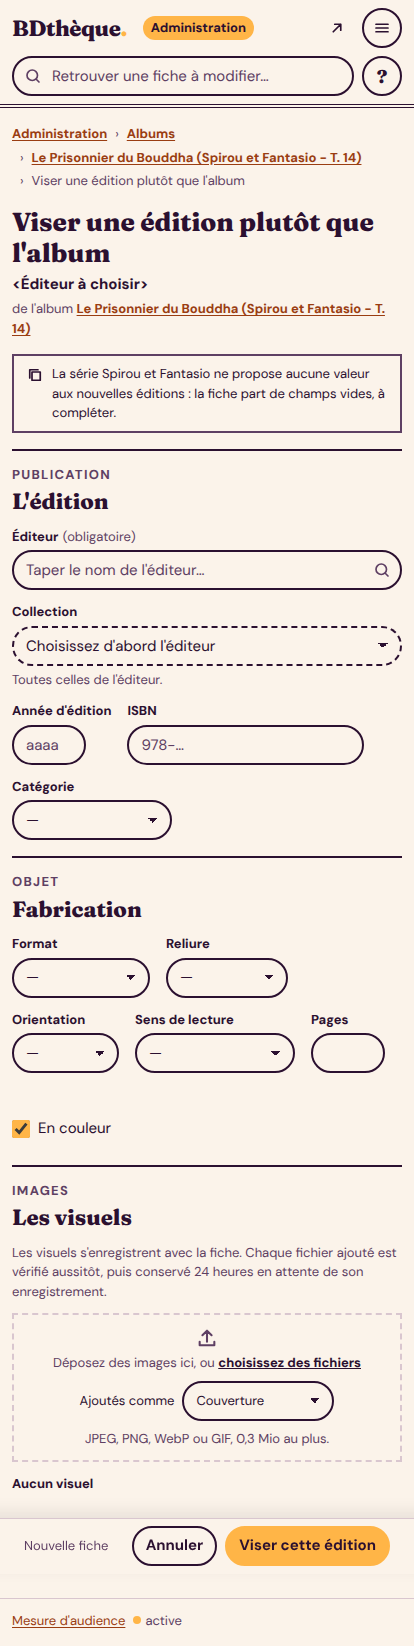 BDthèque. Administration
Retrouver une fiche à modifier… ?
Administration › Albums
› Le Prisonnier du Bouddha (Spirou et Fantasio - T. 14)
› Viser une édition plutôt que l'album
Viser une édition plutôt que
l'album
<Éditeur à choisir>
de l'album Le Prisonnier du Bouddha (Spirou et Fantasio - T.
14)
La série Spirou et Fantasio ne propose aucune valeur
aux nouvelles éditions : la fiche part de champs vides, à
compléter.
PUBLICATION
L'édition
Éditeur (obligatoire)
Taper le nom de l'éditeur…
Collection
Choisissez d'abord l'éditeur
Toutes celles de l'éditeur.
Année d'édition ISBN
aaaa 978-…
Catégorie
—
OBJET
Fabrication
Format Reliure
— —
Orientation Sens de lecture Pages
— —
En couleur
IMAGES
Les visuels
Les visuels s'enregistrent avec la fiche. Chaque fichier ajouté est
vérifié aussitôt, puis conservé 24 heures en attente de son
enregistrement.
Déposez des images ici, ou choisissez des fichiers
Ajoutés comme Couverture
JPEG, PNG, WebP ou GIF, 0,3 Mio au plus.
Aucun visuel
Nouvelle fiche Annuler Viser cette édition
Mesure d'audience active